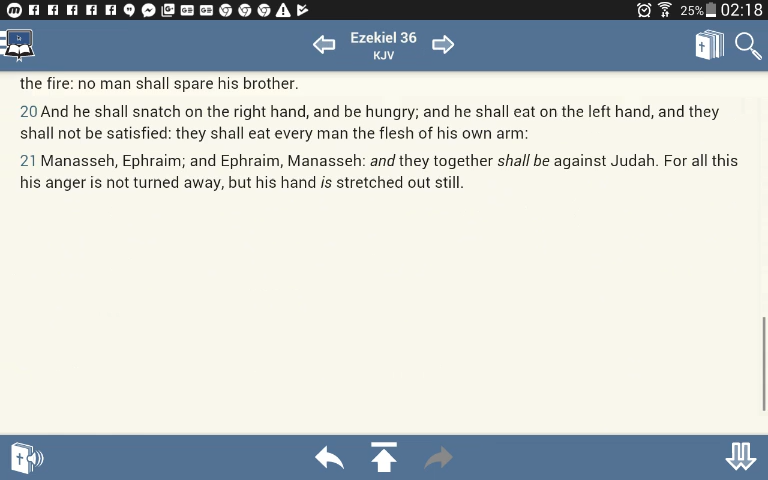 25% 02:18
Ezekiel 36
KJV
the fire: no man shall spare his brother.
20 And he shall snatch on the right hand, and be hungry; and he shall eat on the left hand, and they
shall not be satisfied: they shall eat every man the flesh of his own arm:
21 Manasseh, Ephraim; and Ephraim, Manasseh: and they together shall be against Judah. For all this
his anger is not turned away, but his hand is stretched out still.